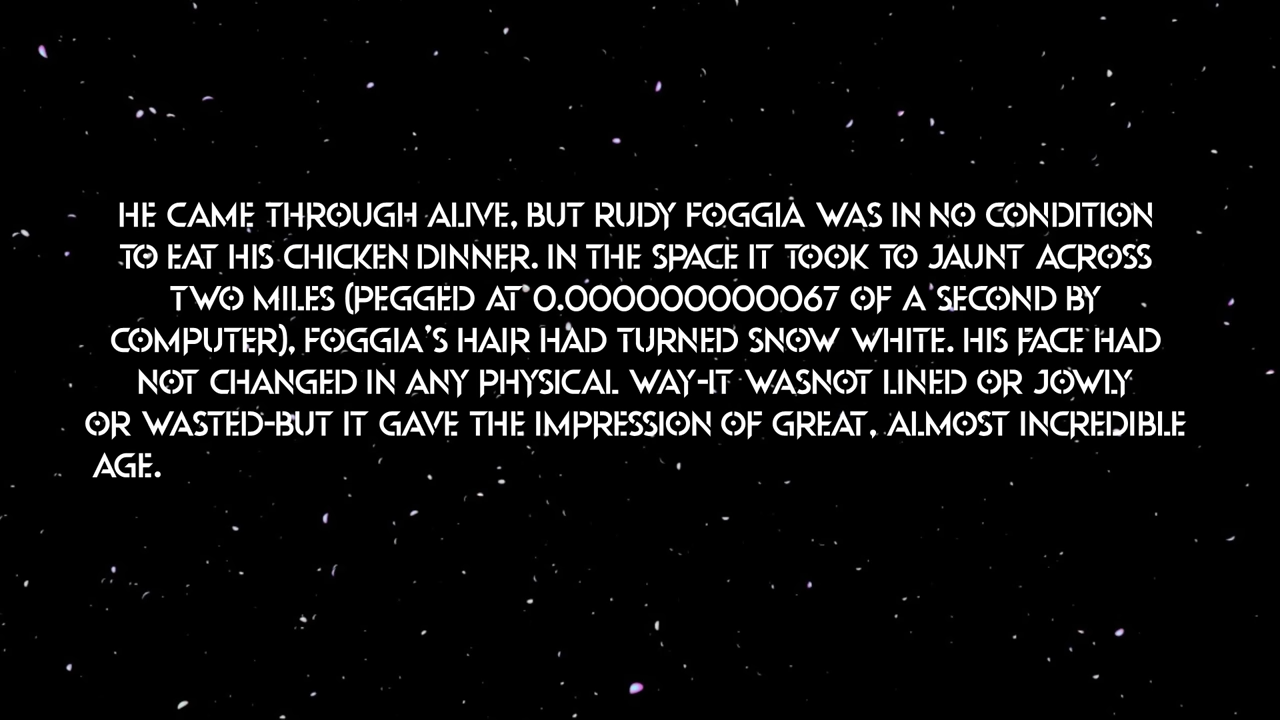 HE CAME THROUGH ALIVE, BUT RUDY FOGGIA WAS IN NO CONDITION
TO EAT HIS CHICKEN DINNER. IN THE SPACE IT TOOK TO JAUNT ACROSS
TWO MILES (PEGGED AT 0.000000000067 OF A SECOND BY
COMPUTER), FOGGIA'S HAIR HAD TURNED SNOW WHITE. HIS FACE HAD
NOT CHANGED IN ANY PHYSICAL WAY-IT WASNOT LINED OR JOWLY
OR WASTED-BUT IT GAVE THE IMPRESSION OF GREAT, ALMOST INCREDIBLE
AGE.